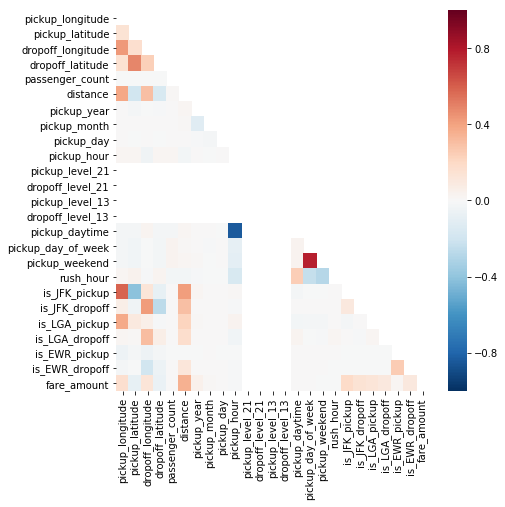 pickup_longitude
pickup_latitude
dropoff_longitude
dropoff_latitude
passenger_count
distance
pickup_year
pickup_month
pickup_day
pickup_hour
pickup_level_21
dropoff_level_21
pickup_level_13
dropoff_level_13
pickup_daytime
pickup_day_of_week
pickup_weekend
rush_hour
is_JFK_pickup
is_JFK_dropoff
is_LGA_pickup
is_LGA_dropoff
is_EWR_pickup
is_EWR_dropoff
fare_amount
pickup_longitude
pickup_latitude
dropoff_longitude
dropoff_latitude
passenger_count
distance
pickup_year
pickup_month
pickup_day
pickup_hour
pickup_level_21
dropoff_level_21
pickup_level_13
dropoff_level_13
pickup_daytime
pickup_day_of_week
pickup_weekend
rush_hour
is_JFK_pickup
is_JFK_dropoff
is_LGA_pickup
is_LGA_dropoff
is_EWR_pickup
is_EWR_dropoff
fare_amount
0.8
0.4
0.0
−0.4
−0.8